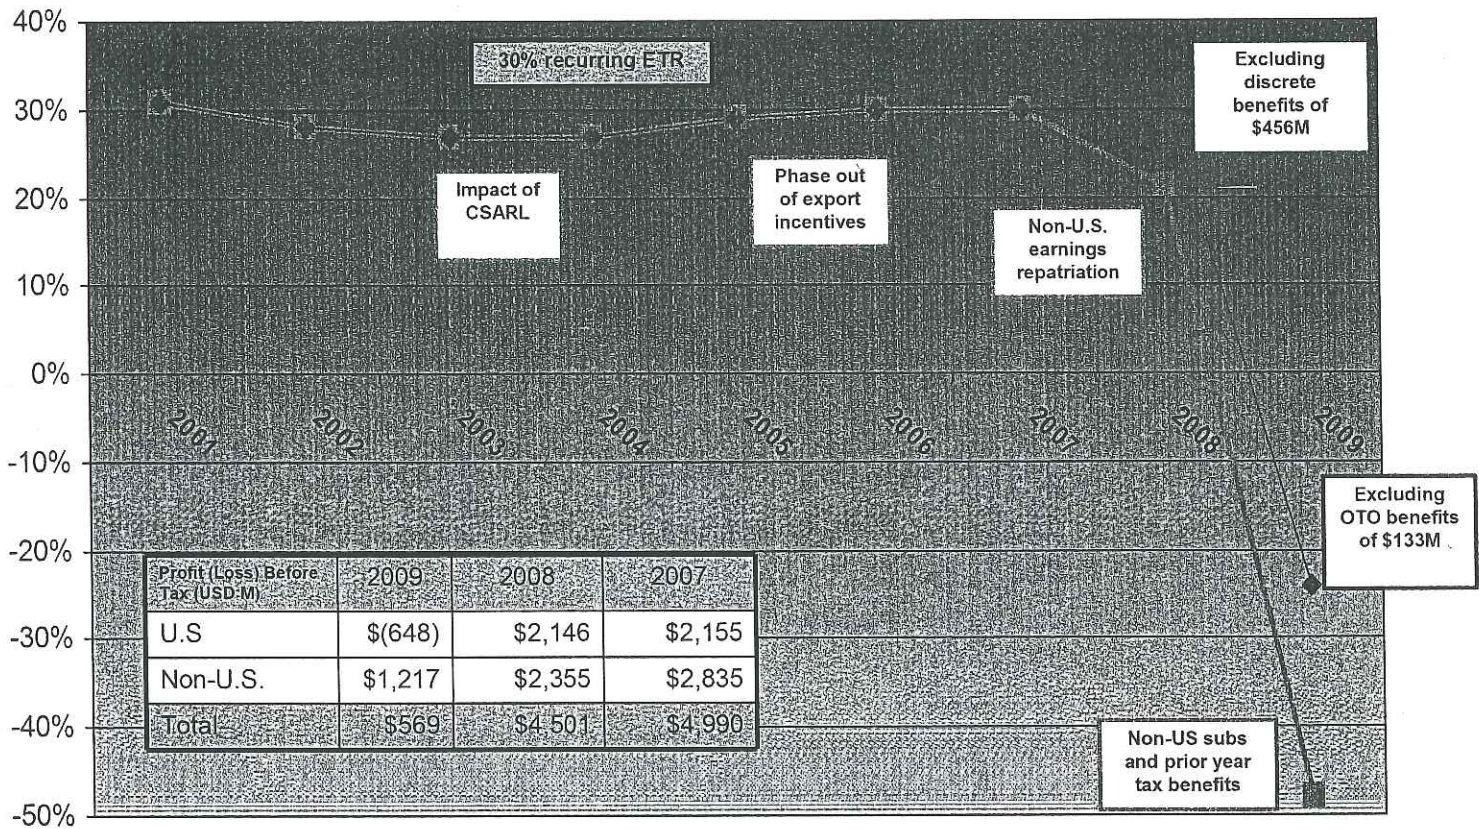 40%
30%
20%
10%
0%
-10%
-20%
-30%
-40%
-50%
30% recurring ETR
Excluding
discrete
benefits of
$456M
Impact of
CSARL
Phase out
of export
incentives
Non-U.S.
earnings
repatriation
2001
2002
2003
2004
2005
2006
2007
2008
2009
Excluding
OTO benefits
of $133M
Profit (Loss) Before
Tax (USD M)
2009
2008
2007
U.S
$(648)
$2,146
$2,155
Non-U.S.
$1,217
$2,355
$2,835
Total
$569
$4 501
$4,990
Non-US subs
and prior year
tax benefits